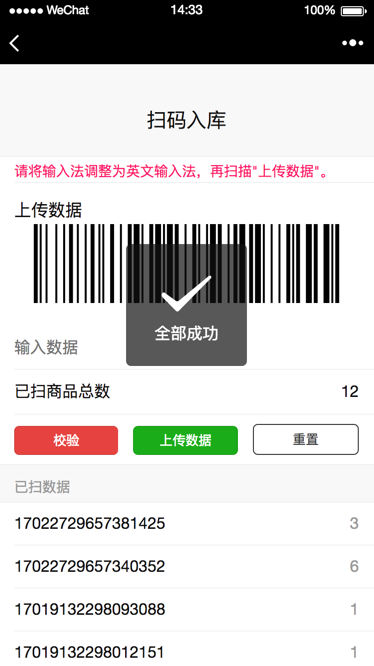 WeChat 14:33 100%
扫码入库
请将输入法调整为英文输入法，再扫描"上传数据"。
上传数据
全部成功
输入数据
已扫商品总数 12
校验 上传数据 重置
已扫数据
17022729657381425 3
17022729657340352 6
17019132298093088 1
17019132298012151 1